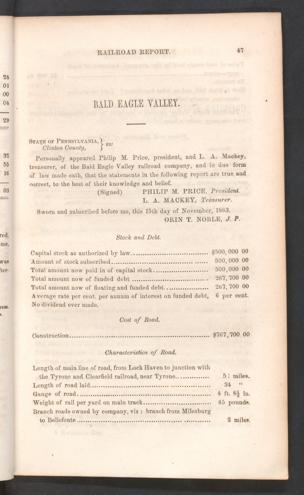 RAILROAD REPORT. 47
BALD EAGLE VALLEY.
STATE OF PENNSYLVANIA, } ss:
Clinton County,
Personally appeared Philip M. Price, president, and L. A. Mackey,
treasurer, of the Bald Eagle Valley railroad company, and in due form
of law made oath, that the statements in the following report are true and
correct, to the best of their knowledge and belief.
(Signed) PHILIP M. PRICE, President.
L. A. MACKEY, Treasurer.
Sworn and subscribed before me, this 15th day of November, 1863.
ORIN T. NOBLE, J. P.
Stock and Debt.
Capital stock as authorized by law $500,000 00
Amount of stock subscribed 500,000 00
Total amount now paid in of capital stock 500,000 00
Total amount now of funded debt 267,700 00
Total amount now of floating and funded debt 267,700 00
Average rate per cent. per annum of interest on funded debt, 6 per cent.
No dividend ever made.
Cost of Road.
Construction $767,700 00
Characteristics of Road.
Length of main line of road, from Lock Haven to junction with
the Tyrone and Clearfield railroad, near Tyrone miles.
Length of road laid 34 "
Gauge of road 4 ft. 8½ in.
Weight of rail per yard on main track 45 pounds.
Branch roads owned by company, viz: branch from Milesburg
to Bellefonte 2 miles.